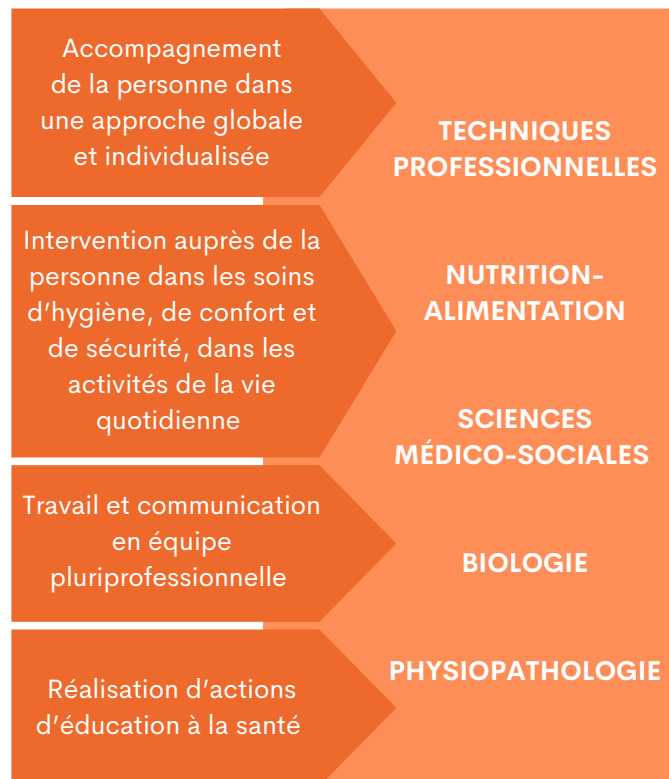 Accompagnement
de la personne dans
une approche globale
et individualisée
Intervention auprès de la
personne dans les soins
d’hygiène, de confort et
de sécurité, dans les
activités de la vie
quotidienne
Travail et communication
en équipe
pluriprofessionnelle
Réalisation d’actions
d’éducation à la santé
TECHNIQUES
PROFESSIONNELLES
NUTRITION-
ALIMENTATION
SCIENCES
MÉDICO-SOCIALES
BIOLOGIE
PHYSIOPATHOLOGIE